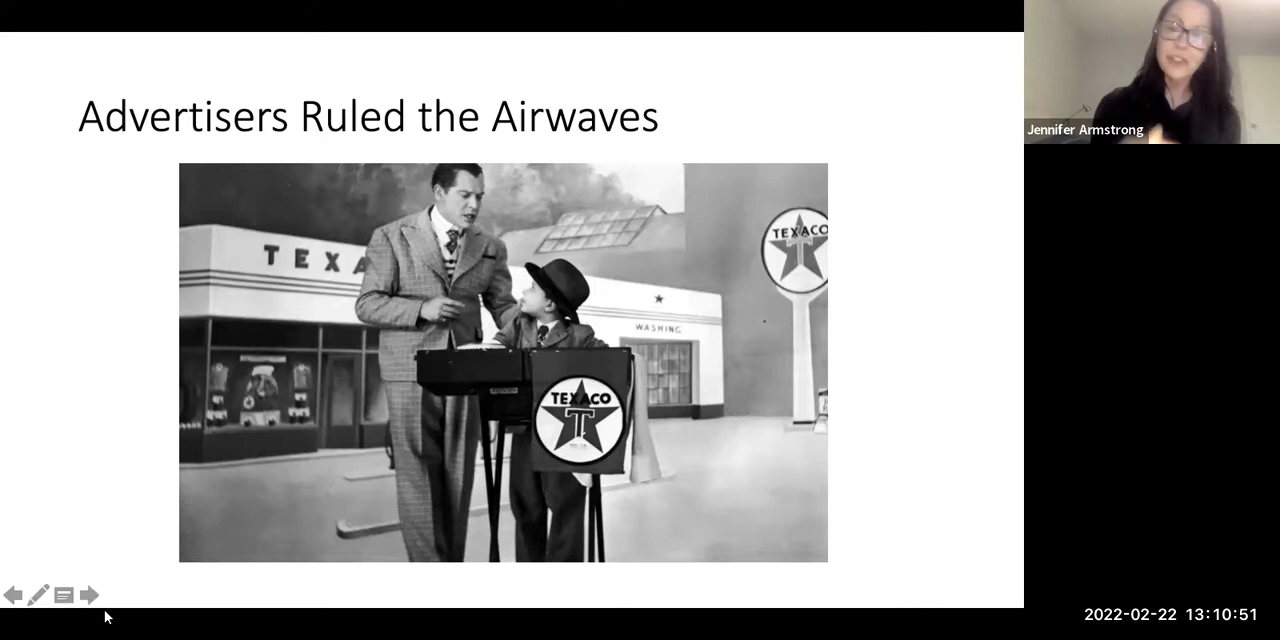 Advertisers Ruled the Airwaves
TEXA
TEXACO
T
WASHING
TEXACO
T
Jennifer Armstrong
2022-02-22 13:10:51